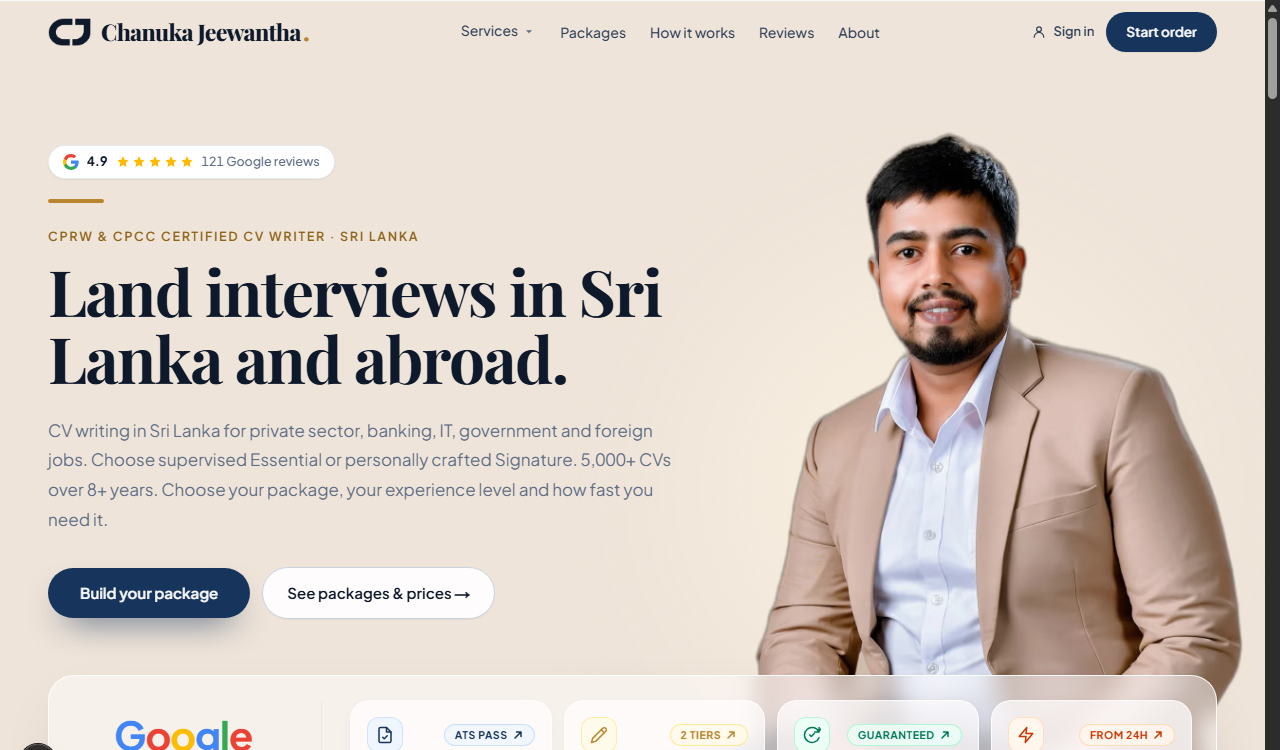 Chanuka Jeewantha.
Services
Packages
How it works
Reviews
About
Sign in
Start order
4.9
121 Google reviews
CPRW & CPCC CERTIFIED CV WRITER · SRI LANKA
Land interviews in Sri
Lanka and abroad.
CV writing in Sri Lanka for private sector, banking, IT, government and foreign
jobs. Choose supervised Essential or personally crafted Signature. 5,000+ CVs
over 8+ years. Choose your package, your experience level and how fast you
need it.
Build your package
See packages & prices →
Google
ATS PASS ↗
2 TIERS ↗
GUARANTEED ↗
FROM 24H ↗